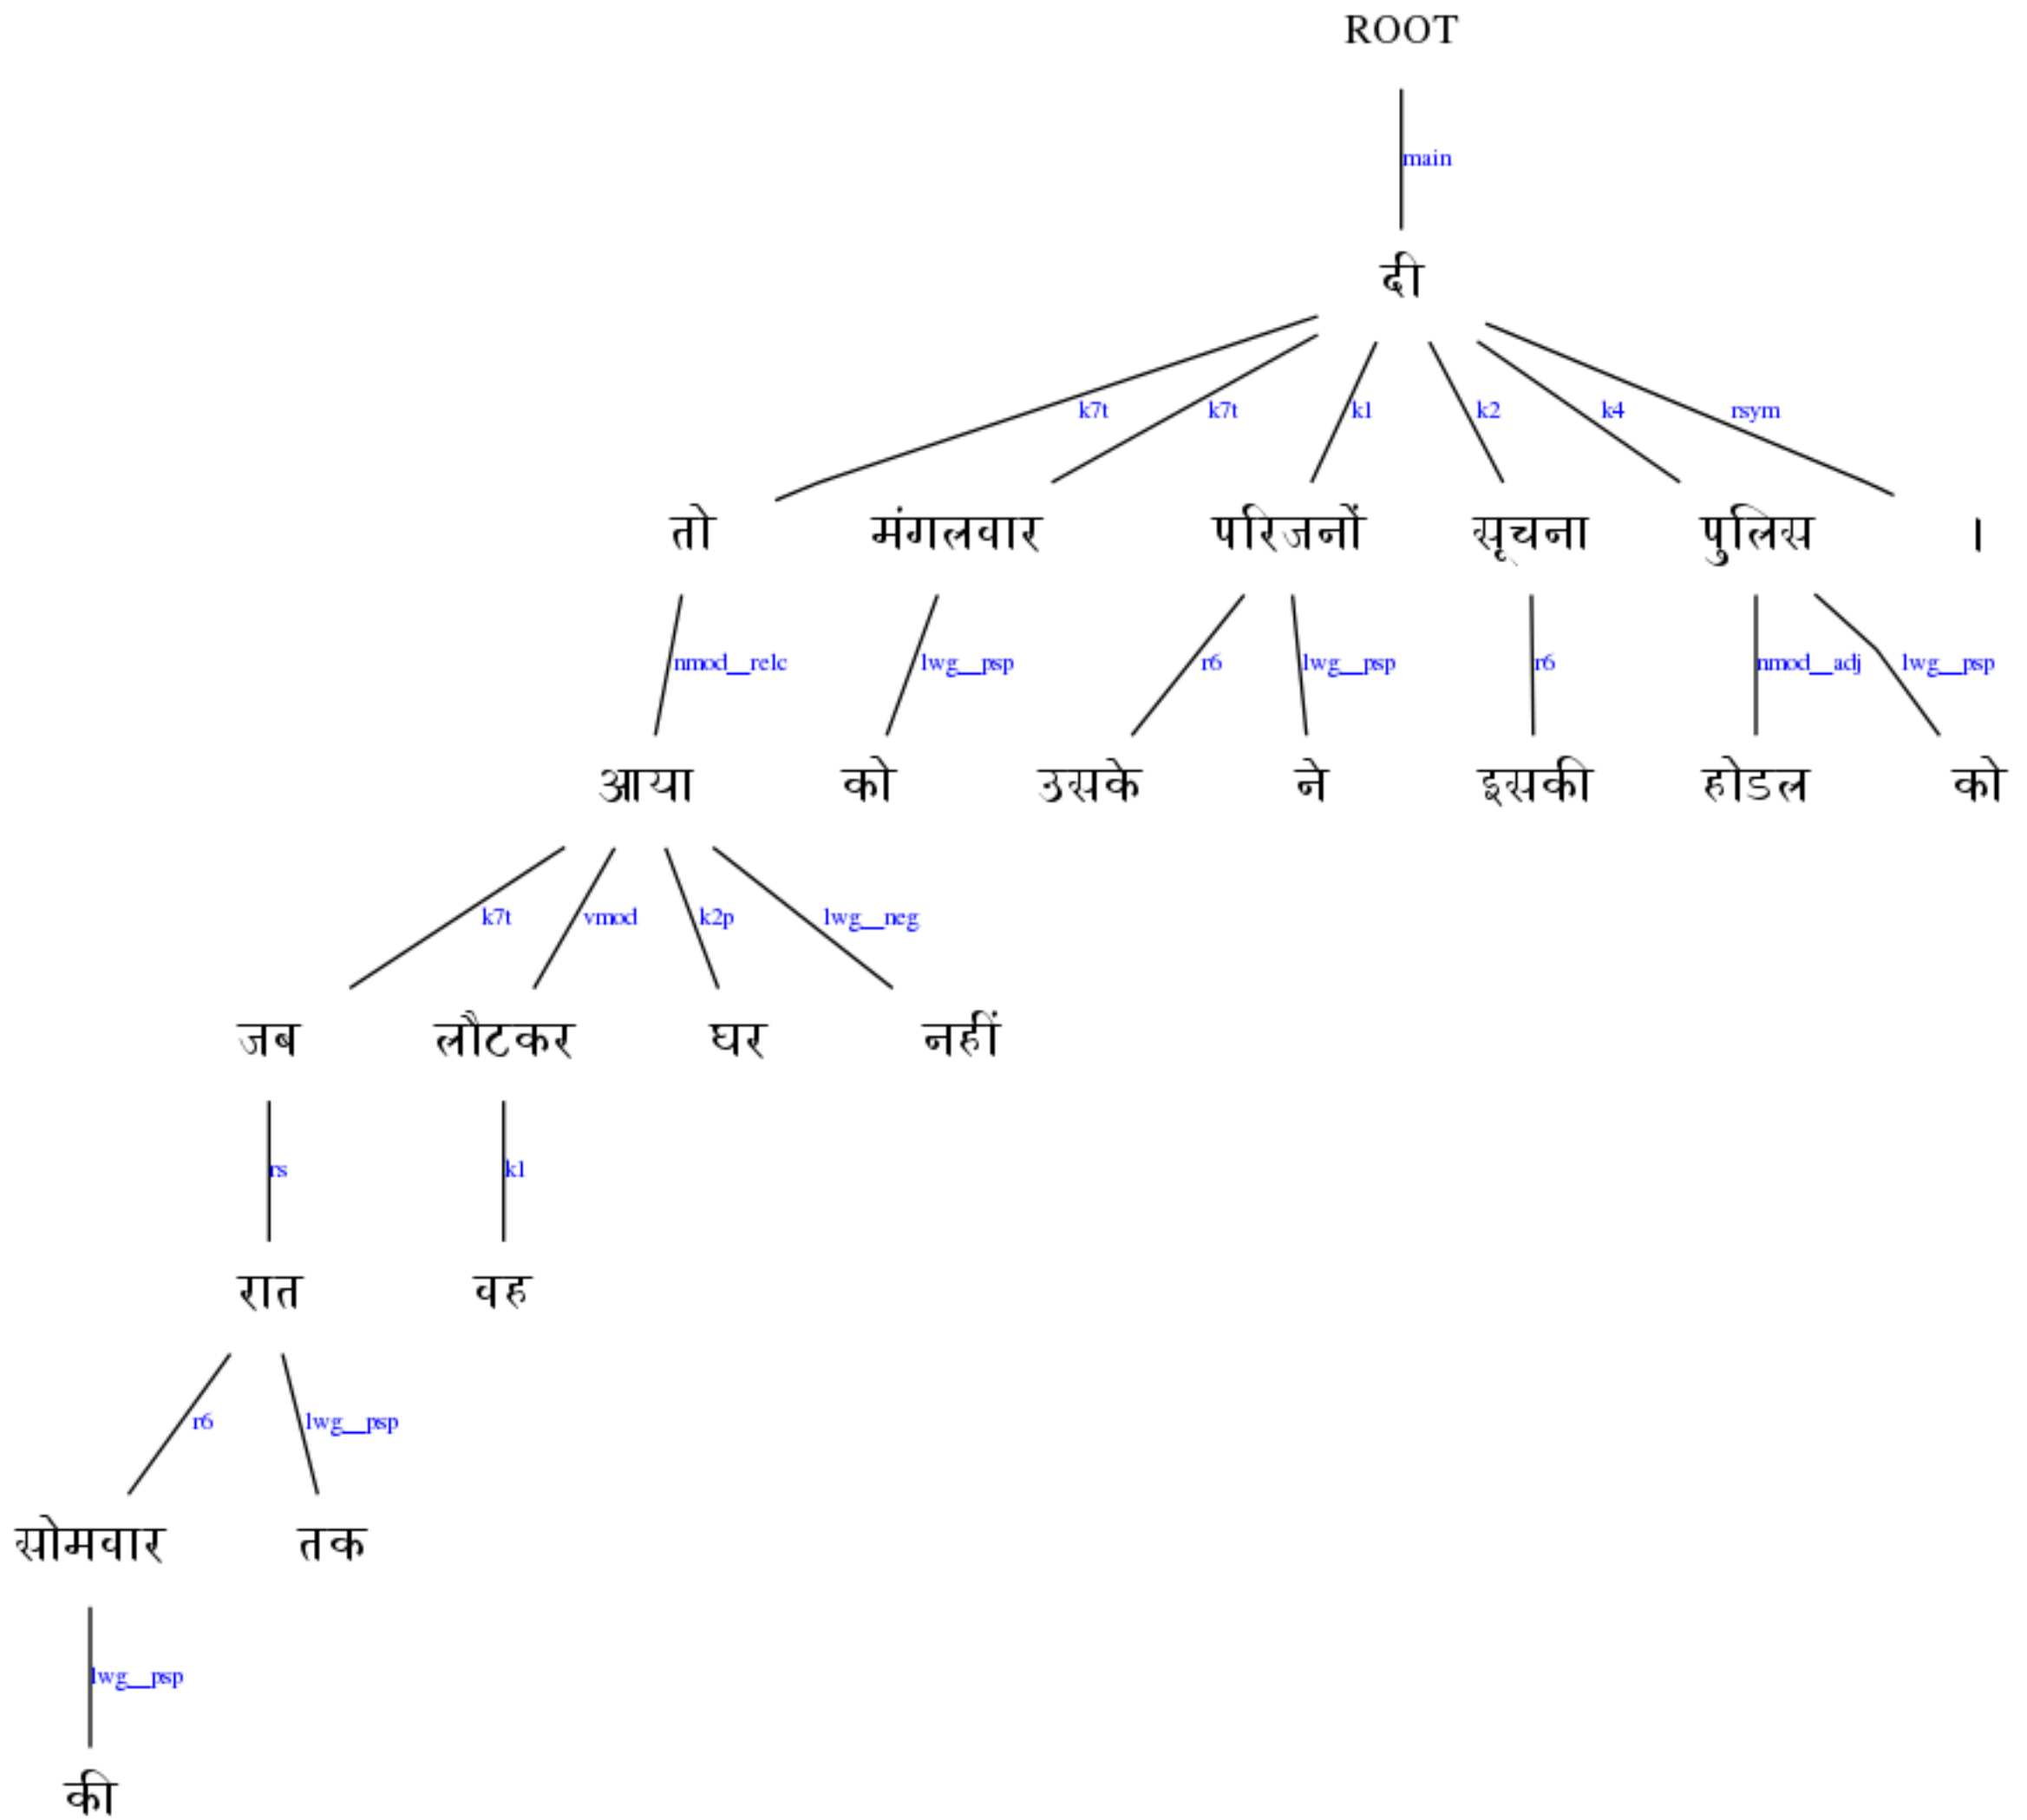 ROOT
main
दी
k7t k7t k1 k2 k4 rsym
तो मंगलवार परिजनों सूचना पुलिस ।
nmod__relc lwg__psp r6 lwg__psp r6 nmod__adj lwg__psp
आया को उसके ने इसकी होडल को
k7t vmod k2p lwg__neg
जब लौटकर घर नहीं
rs k1
रात वह
r6 lwg__psp
सोमवार तक
lwg__psp
की